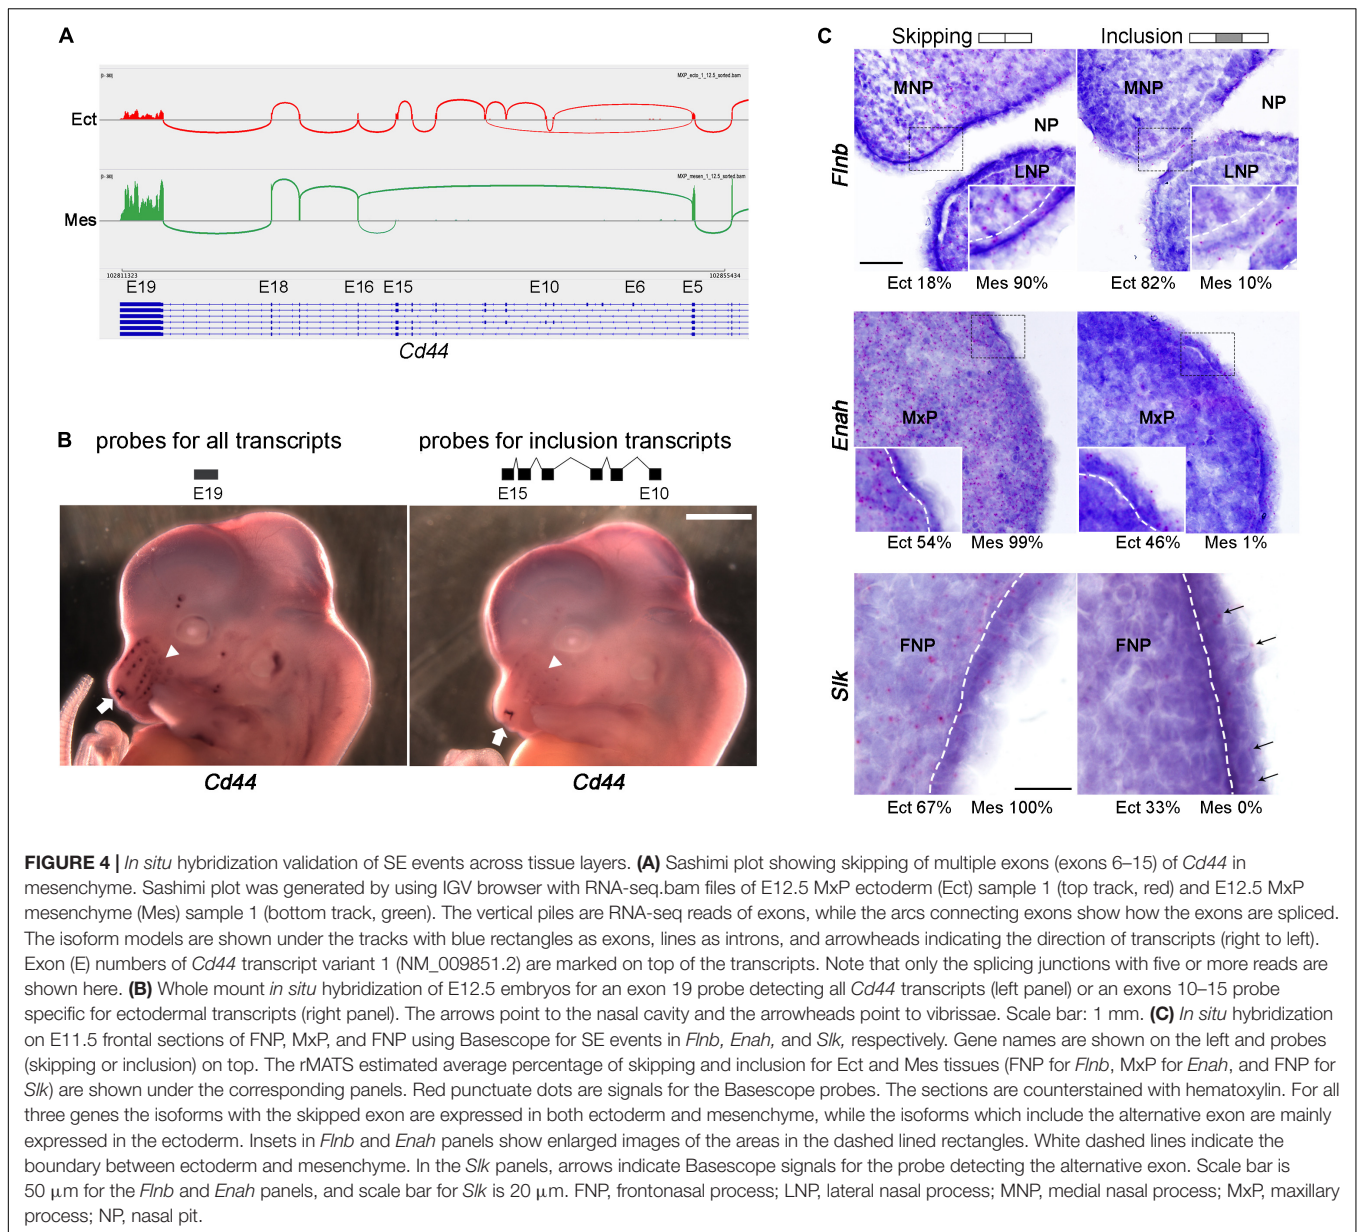 A
[0 - 380]
MXP_ecto_1_12.5_sorted.bam
Ect
[0 - 380]
MXP_mesen_1_12.5_sorted.bam
Mes
102811323
102855434
E19 E18 E16 E15 E10 E6 E5
Cd44
B probes for all transcripts probes for inclusion transcripts
E19 E15 E10
Cd44 Cd44
C Skipping Inclusion
Flnb
MNP MNP
NP NP
LNP LNP
Ect 18% Mes 90% Ect 82% Mes 10%
Enah
MxP MxP
Ect 54% Mes 99% Ect 46% Mes 1%
Slk
FNP FNP
Ect 67% Mes 100% Ect 33% Mes 0%
FIGURE 4 | In situ hybridization validation of SE events across tissue layers. (A) Sashimi plot showing skipping of multiple exons (exons 6–15) of Cd44 in
mesenchyme. Sashimi plot was generated by using IGV browser with RNA-seq.bam files of E12.5 MxP ectoderm (Ect) sample 1 (top track, red) and E12.5 MxP
mesenchyme (Mes) sample 1 (bottom track, green). The vertical piles are RNA-seq reads of exons, while the arcs connecting exons show how the exons are spliced.
The isoform models are shown under the tracks with blue rectangles as exons, lines as introns, and arrowheads indicating the direction of transcripts (right to left).
Exon (E) numbers of Cd44 transcript variant 1 (NM_009851.2) are marked on top of the transcripts. Note that only the splicing junctions with five or more reads are
shown here. (B) Whole mount in situ hybridization of E12.5 embryos for an exon 19 probe detecting all Cd44 transcripts (left panel) or an exons 10–15 probe
specific for ectodermal transcripts (right panel). The arrows point to the nasal cavity and the arrowheads point to vibrissae. Scale bar: 1 mm. (C) In situ hybridization
on E11.5 frontal sections of FNP, MxP, and FNP using Basescope for SE events in Flnb, Enah, and Slk, respectively. Gene names are shown on the left and probes
(skipping or inclusion) on top. The rMATS estimated average percentage of skipping and inclusion for Ect and Mes tissues (FNP for Flnb, MxP for Enah, and FNP for
Slk) are shown under the corresponding panels. Red punctuate dots are signals for the Basescope probes. The sections are counterstained with hematoxylin. For all
three genes the isoforms with the skipped exon are expressed in both ectoderm and mesenchyme, while the isoforms which include the alternative exon are mainly
expressed in the ectoderm. Insets in Flnb and Enah panels show enlarged images of the areas in the dashed lined rectangles. White dashed lines indicate the
boundary between ectoderm and mesenchyme. In the Slk panels, arrows indicate Basescope signals for the probe detecting the alternative exon. Scale bar is
50 μm for the Flnb and Enah panels, and scale bar for Slk is 20 μm. FNP, frontonasal process; LNP, lateral nasal process; MNP, medial nasal process; MxP, maxillary
process; NP, nasal pit.